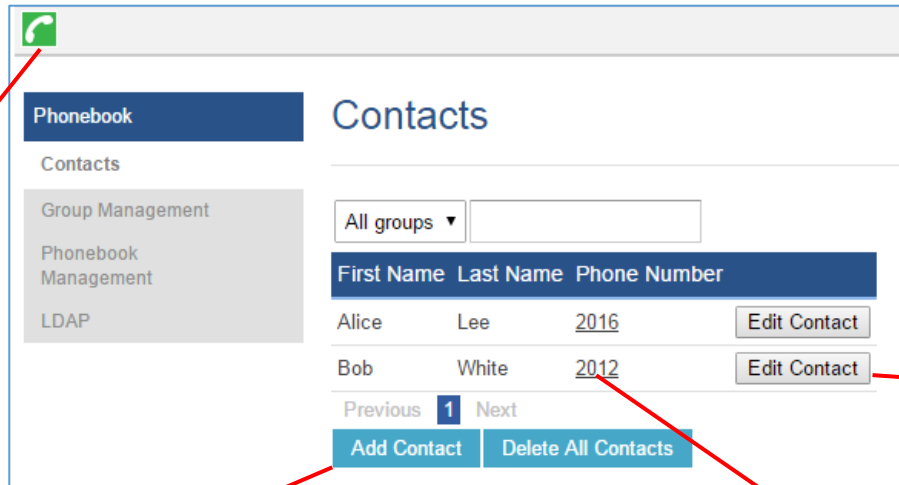 Phonebook
Contacts
Group Management
Phonebook
Management
LDAP
Contacts
All groups
First Name Last Name Phone Number
Alice Lee 2016 Edit Contact
Bob White 2012 Edit Contact
Previous 1 Next
Add Contact Delete All Contacts